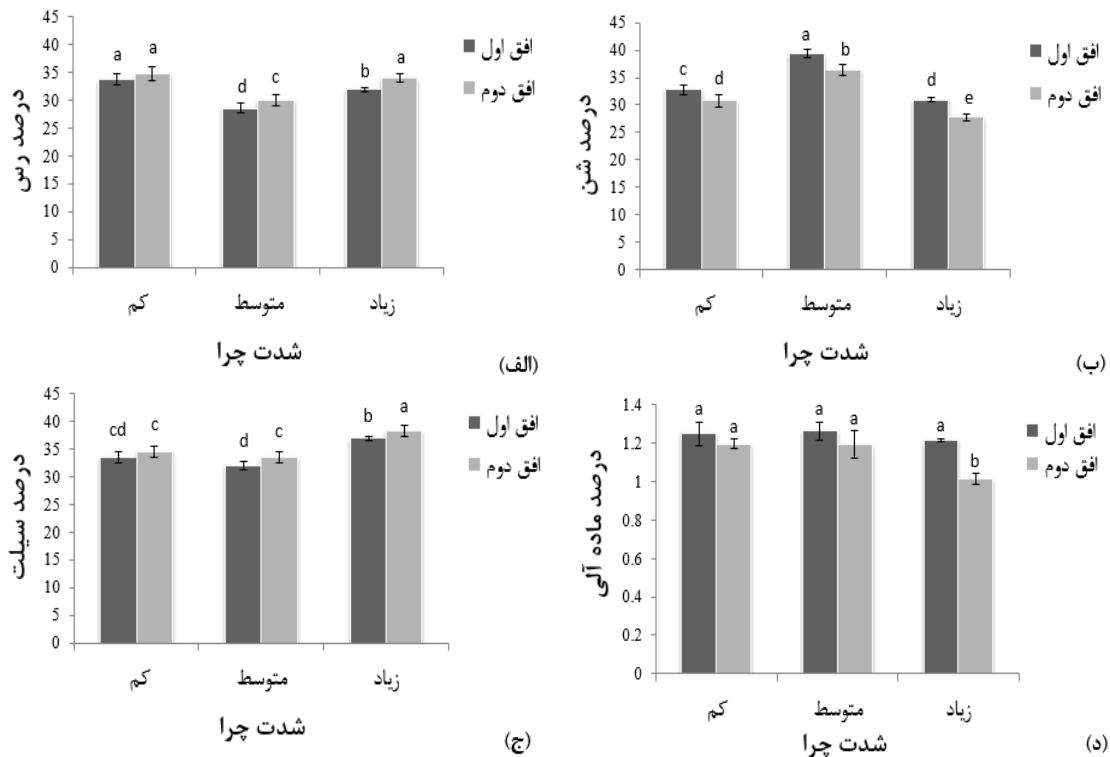 45
40
35
30
25
20
15
10
5
0
درصد رس
a a
d c
b a
افق اول
افق دوم
کم متوسط زیاد
شدت چرا
(الف)
45
40
35
30
25
20
15
10
5
0
درصد شن
c d
a b
d e
افق اول
افق دوم
کم متوسط زیاد
شدت چرا
(ب)
45
40
35
30
25
20
15
10
5
0
درصد سیلت
cd c
d c
b a
افق اول
افق دوم
کم متوسط زیاد
شدت چرا
(ج)
1.4
1.2
1
0.8
0.6
0.4
0.2
0
درصد ماده آلی
a a
a a
a b
افق اول
افق دوم
کم متوسط زیاد
شدت چرا
(د)